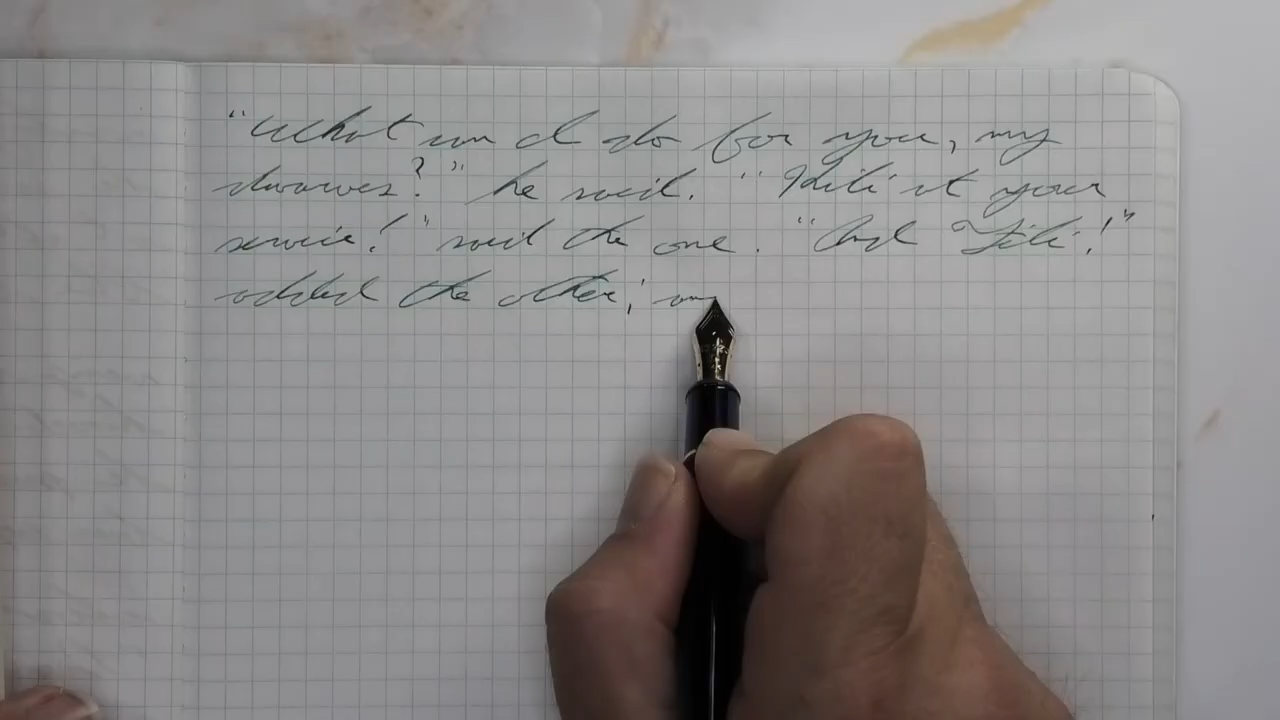 "What can I do for you, my
dwarves?" he said. "Kili at your
service!" said the one. "And Fili!"
added the other; an